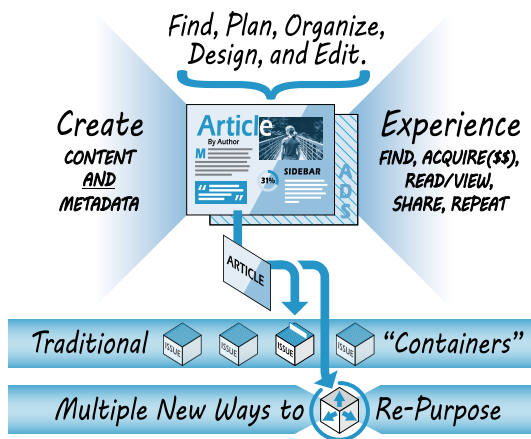 Find, Plan, Organize,
Design, and Edit.
Create
CONTENT
AND
METADATA
Article
By Author
M
31%
SIDEBAR
ADS
Experience
FIND, ACQUIRE($$),
READ/VIEW,
SHARE, REPEAT
ARTICLE
Traditional
ISSUE
ISSUE
ISSUE
ISSUE
"Containers"
Multiple New Ways to
Re-Purpose